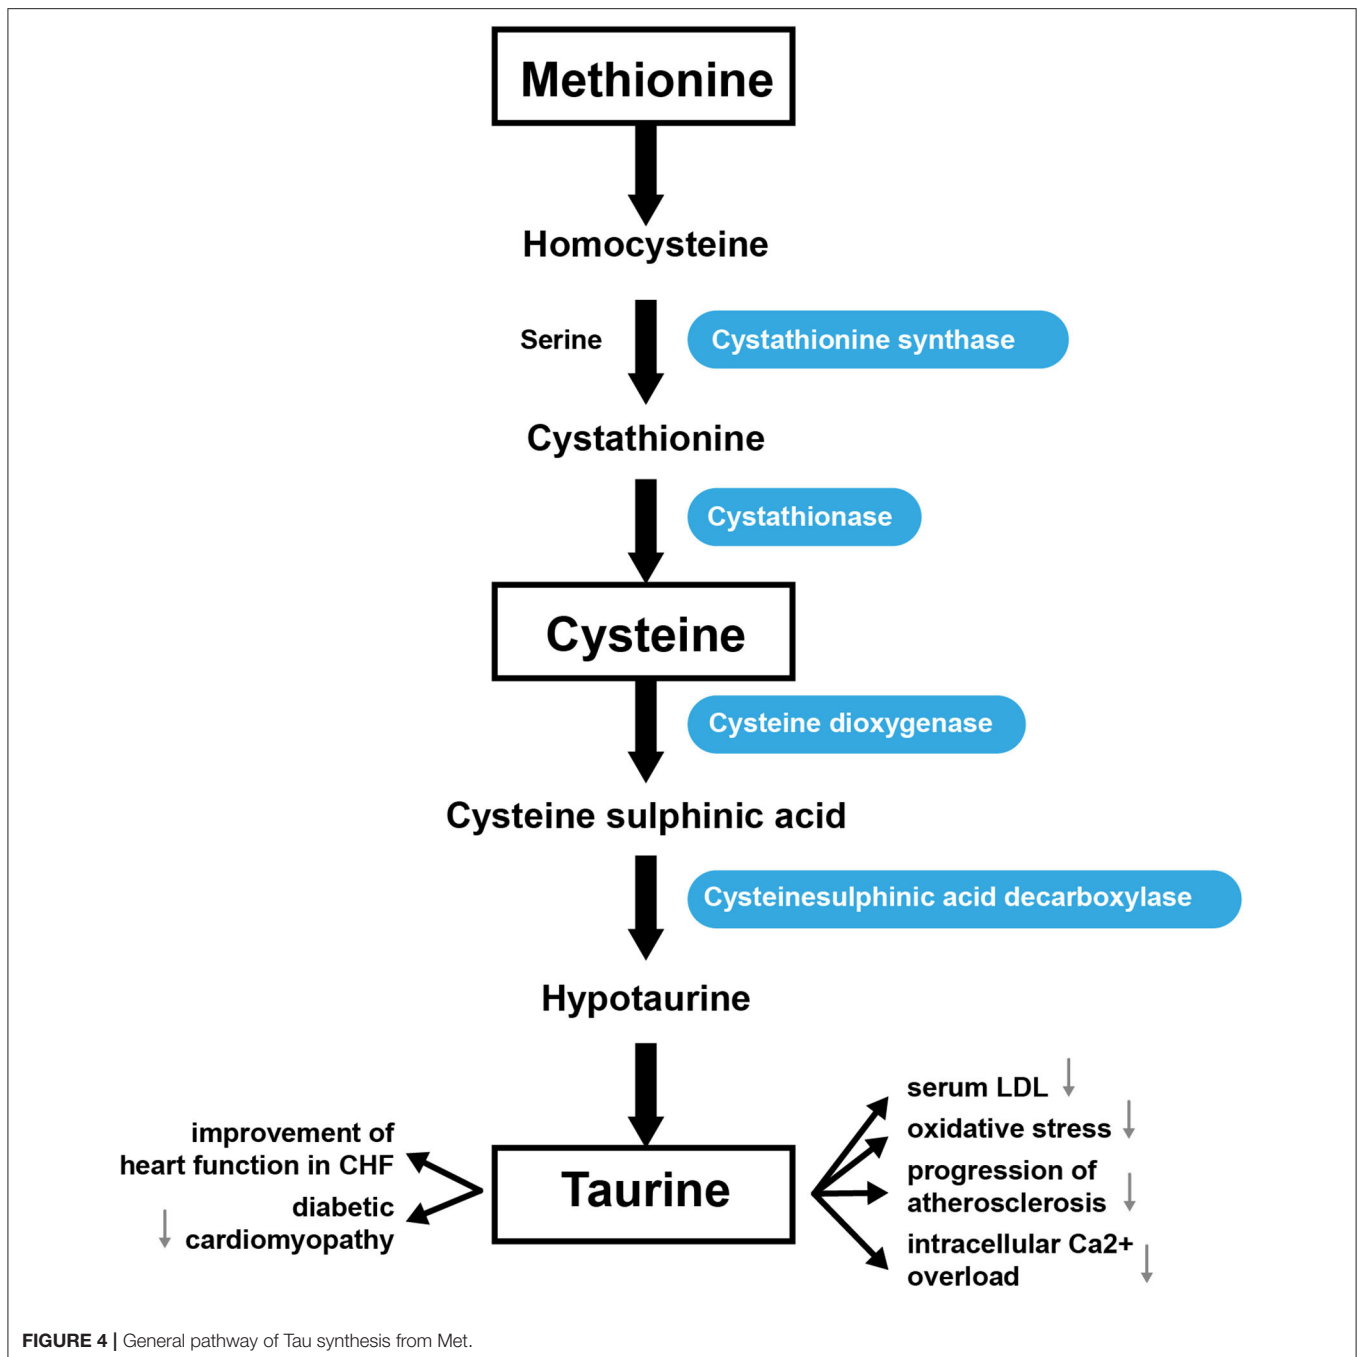 Methionine
Homocysteine
Serine
Cystathionine synthase
Cystathionine
Cystathionase
Cysteine
Cysteine dioxygenase
Cysteine sulphinic acid
Cysteinesulphinic acid decarboxylase
Hypotaurine
improvement of
heart function in CHF
diabetic
cardiomyopathy
Taurine
serum LDL
oxidative stress
progression of
atherosclerosis
intracellular Ca2+
overload
FIGURE 4 | General pathway of Tau synthesis from Met.